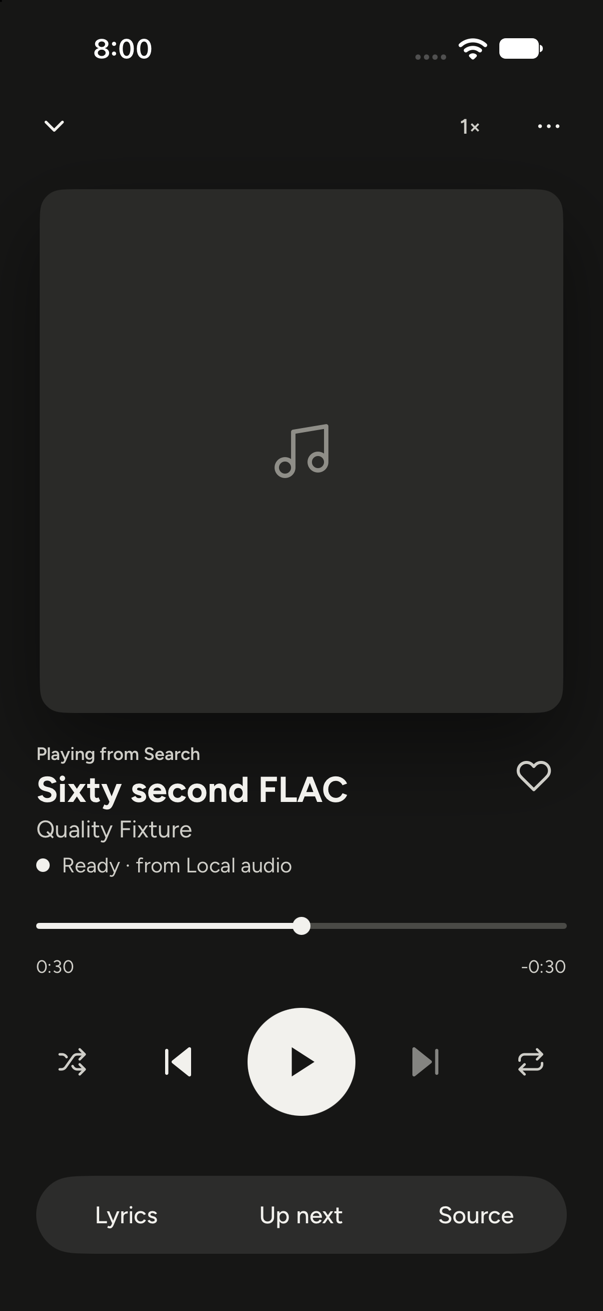 8:00
1×
Playing from Search
Sixty second FLAC
Quality Fixture
Ready · from Local audio
0:30 -0:30
Lyrics Up next Source